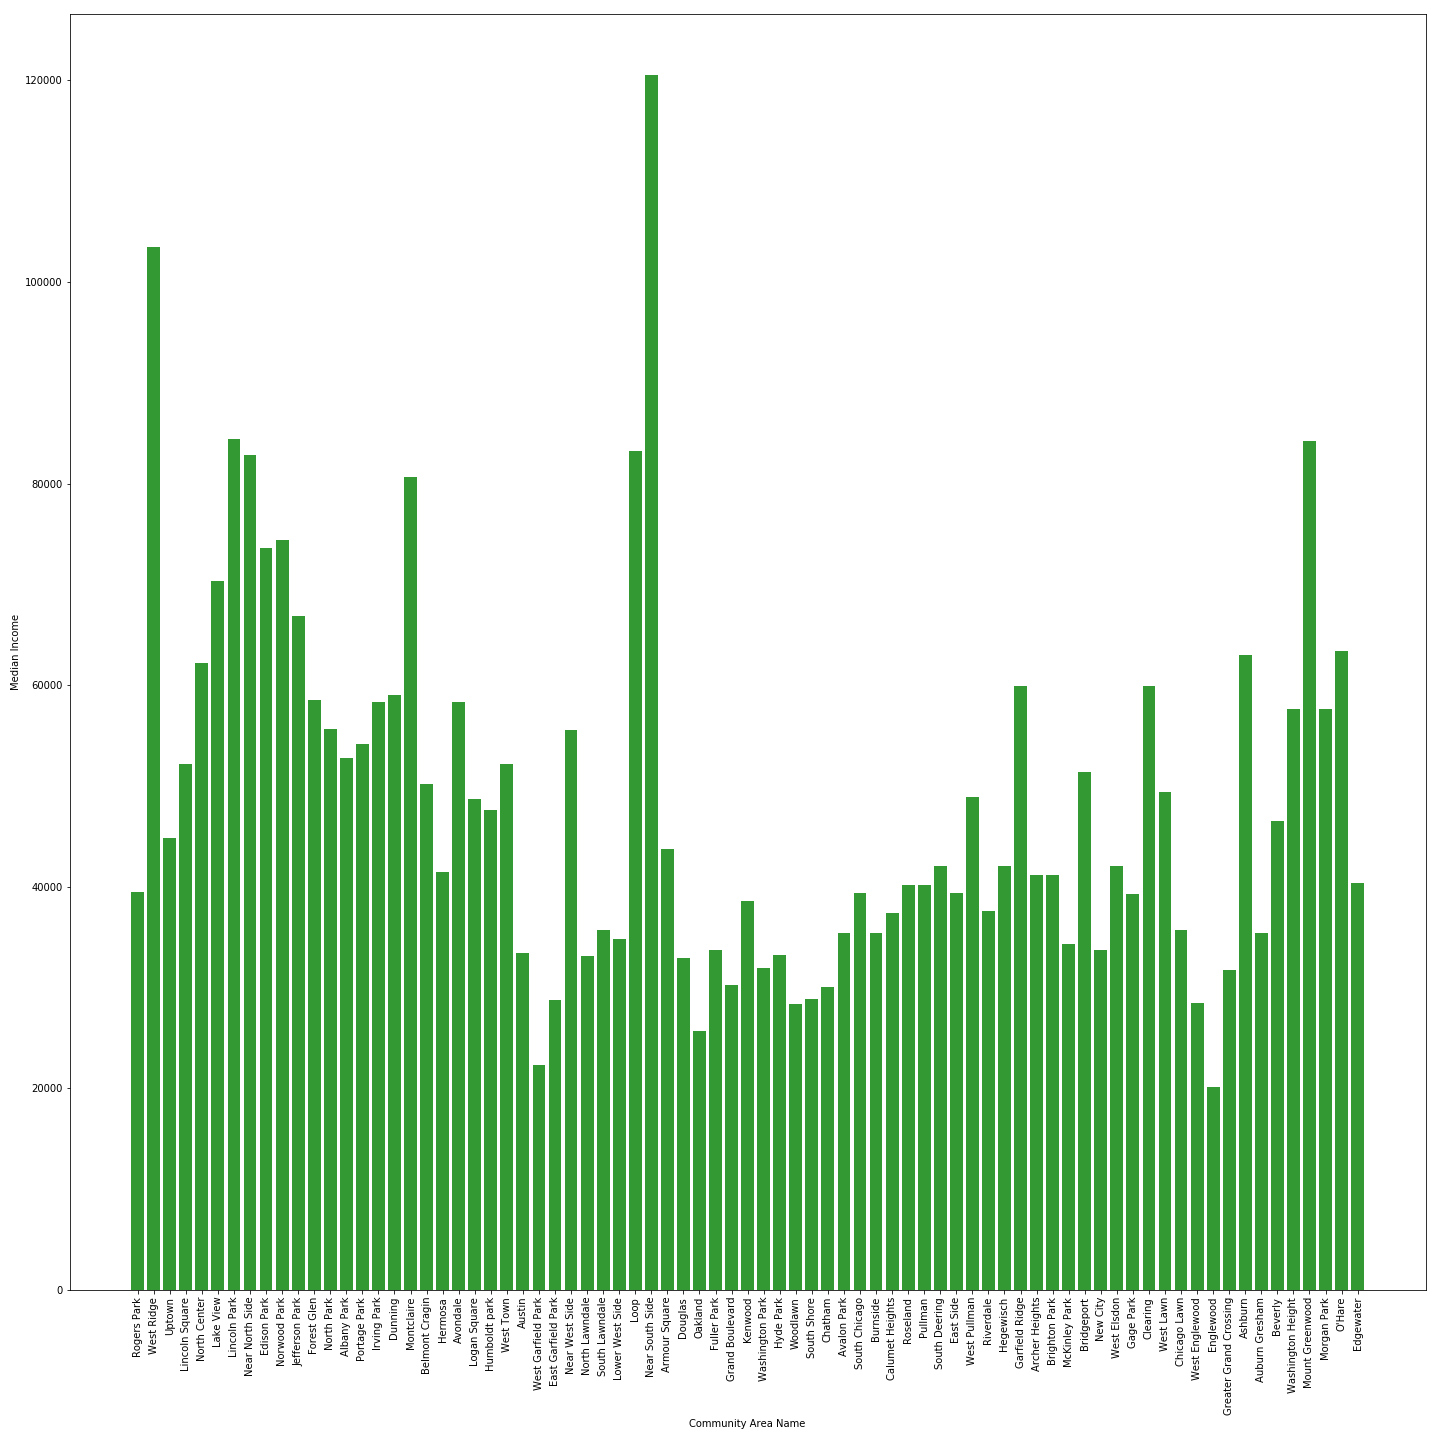 120000
100000
80000
60000
40000
20000
0
Median Income
Rogers Park
West Ridge
Uptown
Lincoln Square
North Center
Lake View
Lincoln Park
Near North Side
Edison Park
Norwood Park
Jefferson Park
Forest Glen
North Park
Albany Park
Portage Park
Irving Park
Dunning
Montclaire
Belmont Cragin
Hermosa
Avondale
Logan Square
Humboldt park
West Town
Austin
West Garfield Park
East Garfield Park
Near West Side
North Lawndale
South Lawndale
Lower West Side
Loop
Near South Side
Armour Square
Douglas
Oakland
Fuller Park
Grand Boulevard
Kenwood
Washington Park
Hyde Park
Woodlawn
South Shore
Chatham
Avalon Park
South Chicago
Burnside
Calumet Heights
Roseland
Pullman
South Deering
East Side
West Pullman
Riverdale
Hegewisch
Garfield Ridge
Archer Heights
Brighton Park
McKinley Park
Bridgeport
New City
West Elsdon
Gage Park
Clearing
West Lawn
Chicago Lawn
West Englewood
Englewood
Greater Grand Crossing
Ashburn
Auburn Gresham
Beverly
Washington Height
Mount Greenwood
Morgan Park
O'Hare
Edgewater
Community Area Name